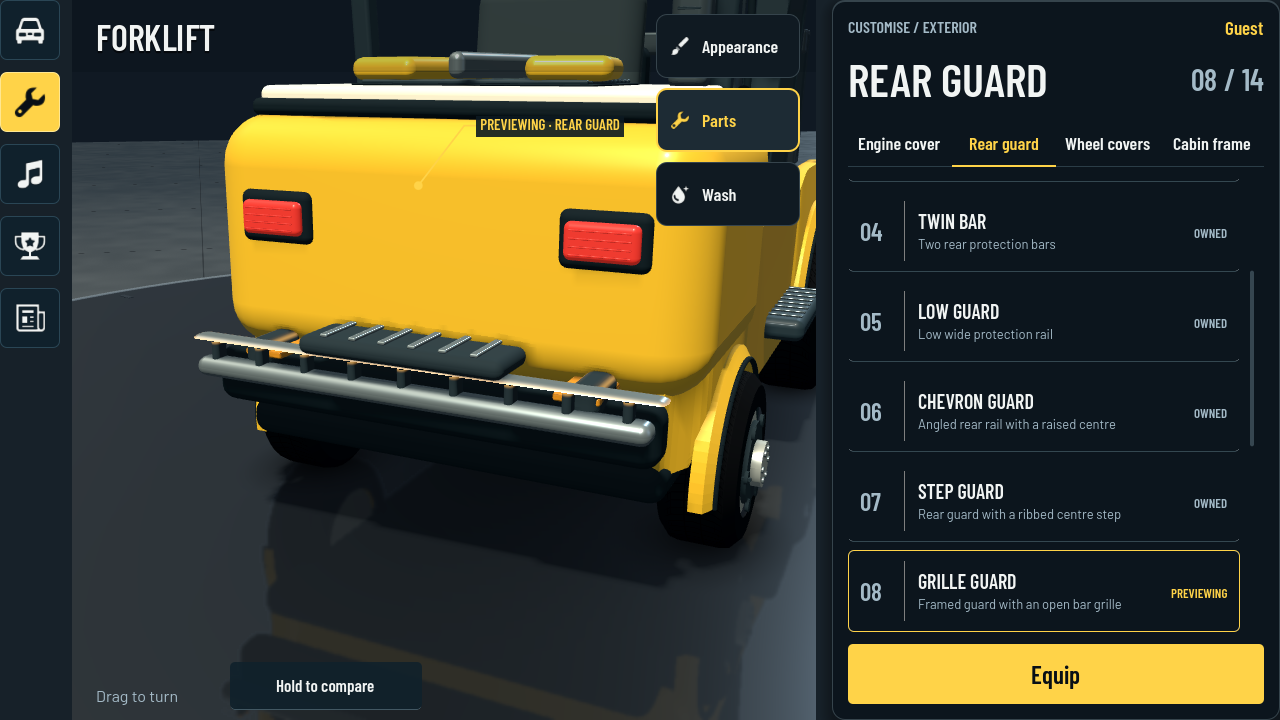 FORKLIFT
PREVIEWING · REAR GUARD
Appearance
Parts
Wash
Drag to turn
Hold to compare
CUSTOMISE / EXTERIOR
Guest
REAR GUARD
08 / 14
Engine cover
Rear guard
Wheel covers
Cabin frame
04
TWIN BAR
Two rear protection bars
OWNED
05
LOW GUARD
Low wide protection rail
OWNED
06
CHEVRON GUARD
Angled rear rail with a raised centre
OWNED
07
STEP GUARD
Rear guard with a ribbed centre step
OWNED
08
GRILLE GUARD
Framed guard with an open bar grille
PREVIEWING
Equip